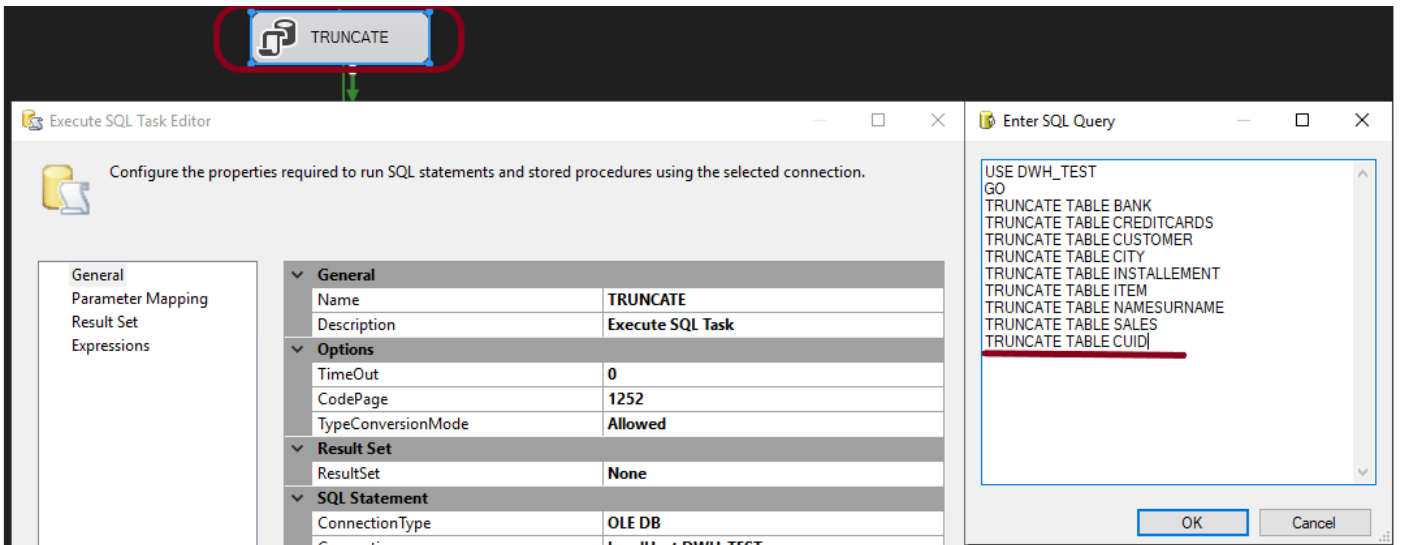 TRUNCATE
Execute SQL Task Editor
Configure the properties required to run SQL statements and stored procedures using the selected connection.
General
Parameter Mapping
Result Set
Expressions
General
Name TRUNCATE
Description Execute SQL Task
Options
TimeOut 0
CodePage 1252
TypeConversionMode Allowed
Result Set
ResultSet None
SQL Statement
ConnectionType OLE DB
Enter SQL Query
USE DWH_TEST
GO
TRUNCATE TABLE BANK
TRUNCATE TABLE CREDITCARDS
TRUNCATE TABLE CUSTOMER
TRUNCATE TABLE CITY
TRUNCATE TABLE INSTALLEMENT
TRUNCATE TABLE ITEM
TRUNCATE TABLE NAMESURNAME
TRUNCATE TABLE SALES
TRUNCATE TABLE CUID
OK
Cancel